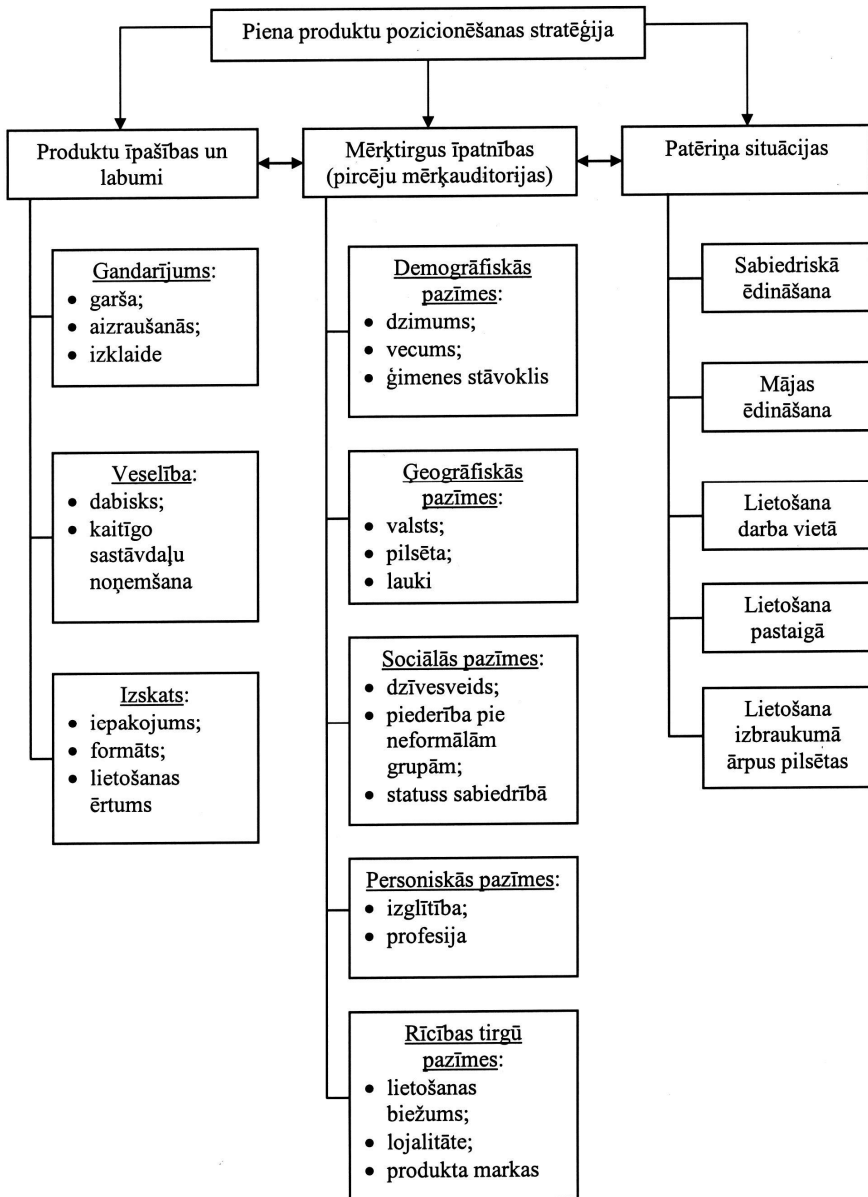 Piena produktu pozicionēšanas stratēģija
Produktu īpašības un
labumi
Mērķtirgus īpatnības
(pircēju mērķauditorijas)
Patēriņa situācijas
Gandarījums:
• garša;
• aizraušanās;
• izklaide
Veselība:
• dabisks;
• kaitīgo
sastāvdaļu
noņemšana
Izskats:
• iepakojums;
• formāts;
• lietošanas
ērtums
Demogrāfiskās
pazīmes:
• dzimums;
• vecums;
• ģimenes stāvoklis
Ģeogrāfiskās
pazīmes:
• valsts;
• pilsēta;
• lauki
Sociālās pazīmes:
• dzīvesveids;
• piederība pie
neformālām
grupām;
• statuss sabiedrībā
Personiskās pazīmes:
• izglītība;
• profesija
Rīcības tirgū
pazīmes:
• lietošanas
biežums;
• lojalitāte;
• produkta markas
Sabiedriskā
ēdināšana
Mājas
ēdināšana
Lietošana
darba vietā
Lietošana
pastaigā
Lietošana
izbraukumā
ārpus pilsētas